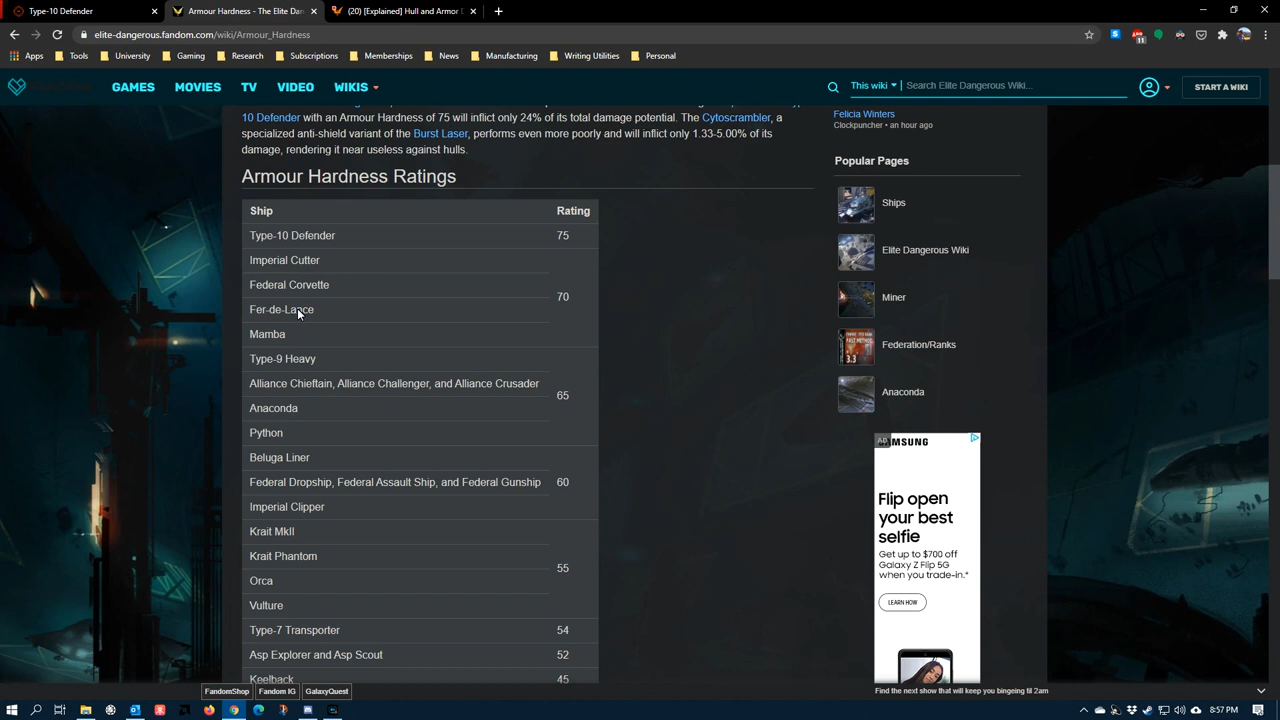 Type-10 Defender
Armour Hardness - The Elite Dan
(20) [Explained] Hull and Armor D
elite-dangerous.fandom.com/wiki/Armour_Hardness
11
Apps
Tools
University
Gaming
Research
Subscriptions
Memberships
News
Manufacturing
Writing Utilities
Personal
GAMES
MOVIES
TV
VIDEO
WIKIS
This wiki
Search Elite Dangerous Wiki...
START A WIKI
10 Defender with an Armour Hardness of 75 will inflict only 24% of its total damage potential. The Cytoscrambler, a
specialized anti-shield variant of the Burst Laser, performs even more poorly and will inflict only 1.33-5.00% of its
damage, rendering it near useless against hulls.
Armour Hardness Ratings
Ship Rating
Type-10 Defender 75
Imperial Cutter
Federal Corvette
70
Fer-de-Lance
Mamba
Type-9 Heavy
Alliance Chieftain, Alliance Challenger, and Alliance Crusader
65
Anaconda
Python
Beluga Liner
Federal Dropship, Federal Assault Ship, and Federal Gunship 60
Imperial Clipper
Krait MkII
Krait Phantom
55
Orca
Vulture
Type-7 Transporter 54
Asp Explorer and Asp Scout 52
Keelback 45
Felicia Winters
Clockpuncher • an hour ago
Popular Pages
Ships
Elite Dangerous Wiki
Miner
Federation/Ranks
Anaconda
FAST METHOD
3.3
AD
MSUNG
Flip open
your best
selfie
Get up to $700 off
Galaxy Z Flip 5G
when you trade-in.*
LEARN HOW
FandomShop
Fandom IG
GalaxyQuest
Find the next show that will keep you bingeing til 2am
8:57 PM